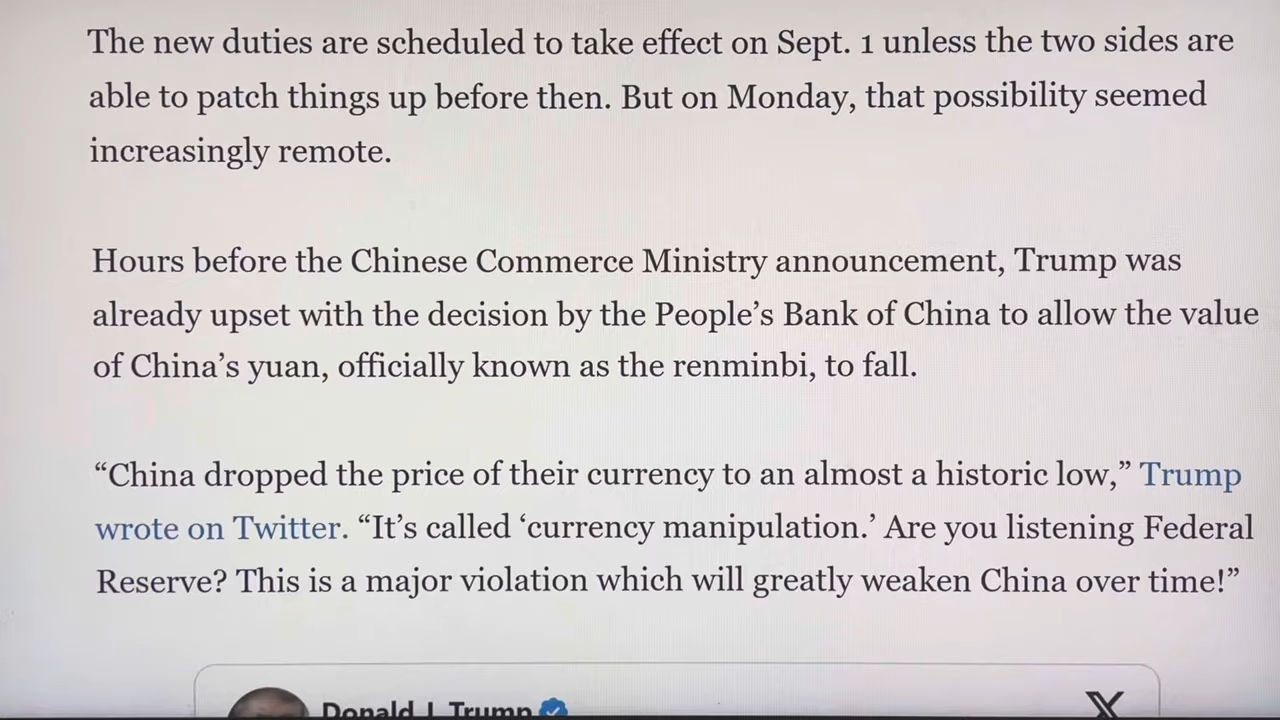 The new duties are scheduled to take effect on Sept. 1 unless the two sides are
able to patch things up before then. But on Monday, that possibility seemed
increasingly remote.
Hours before the Chinese Commerce Ministry announcement, Trump was
already upset with the decision by the People’s Bank of China to allow the value
of China’s yuan, officially known as the renminbi, to fall.
“China dropped the price of their currency to an almost a historic low,” Trump
wrote on Twitter. “It’s called ‘currency manipulation.’ Are you listening Federal
Reserve? This is a major violation which will greatly weaken China over time!”
Donald J. Trump